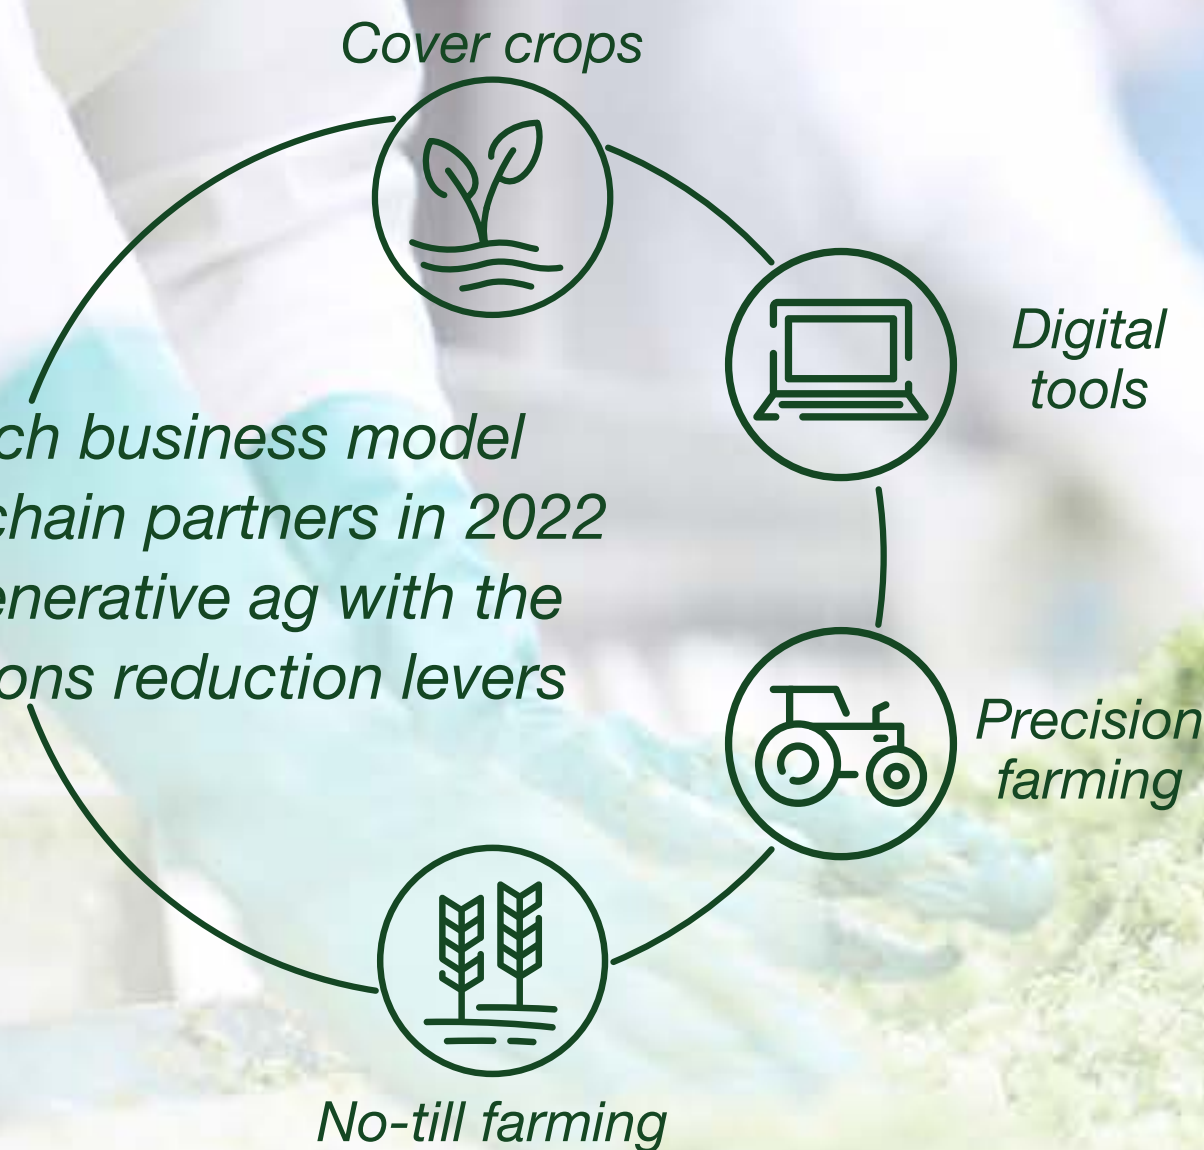 Cover crops
Digital
tools
ch business model
chain partners in 2022
enerative ag with the
ons reduction levers
Precision
farming
No-till farming